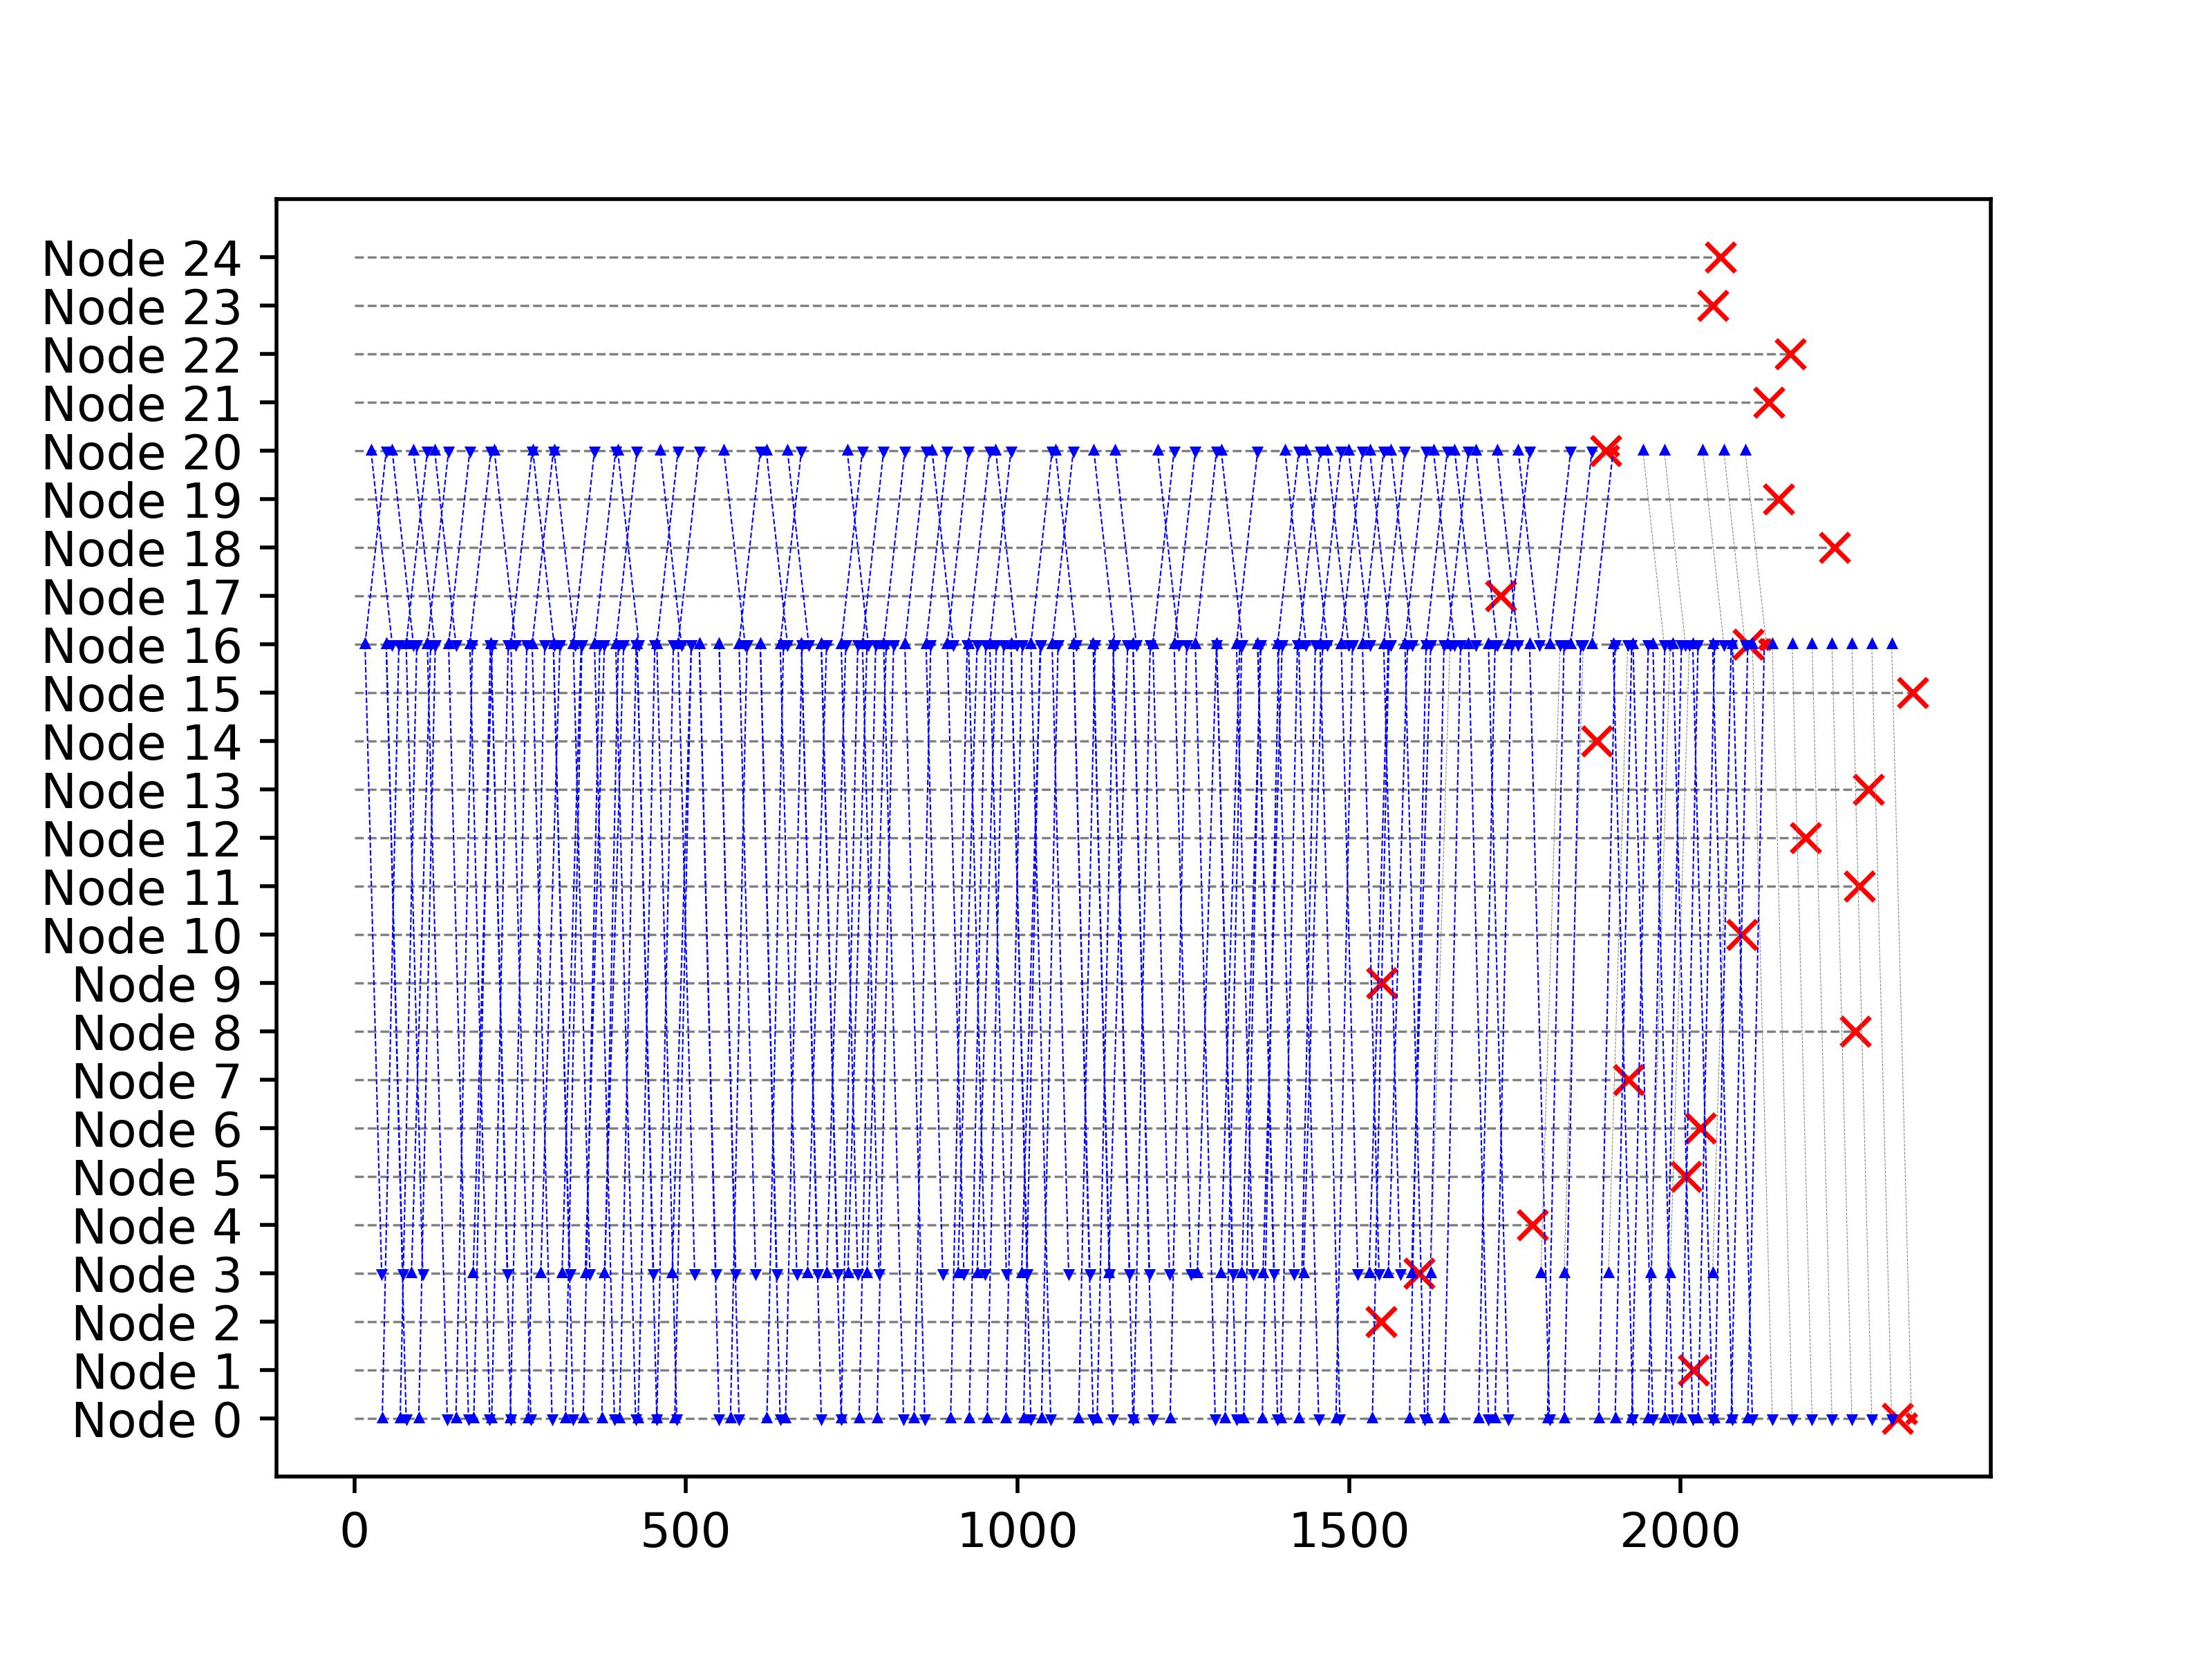 Node 24
Node 23
Node 22
Node 21
Node 20
Node 19
Node 18
Node 17
Node 16
Node 15
Node 14
Node 13
Node 12
Node 11
Node 10
Node 9
Node 8
Node 7
Node 6
Node 5
Node 4
Node 3
Node 2
Node 1
Node 0
0 500 1000 1500 2000